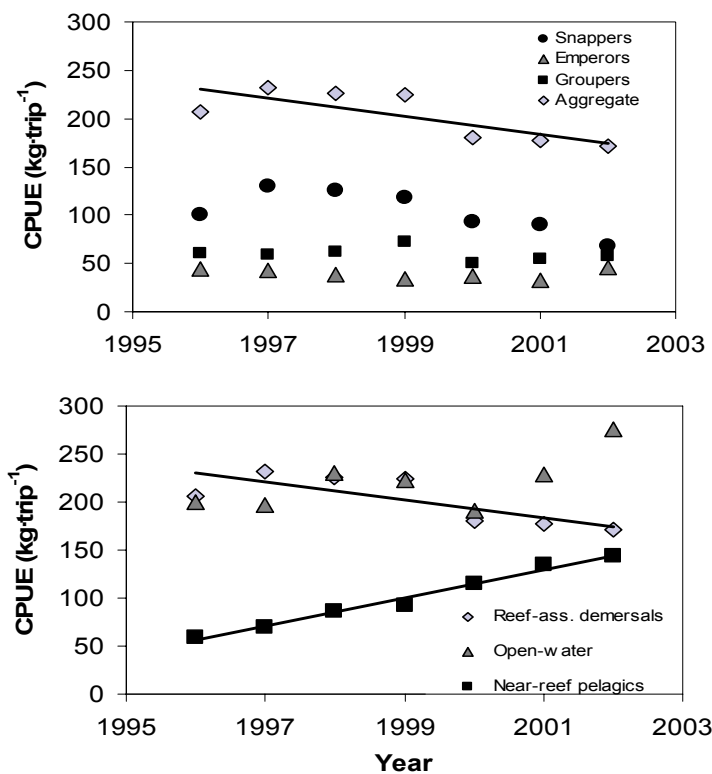 300
250
200
150
100
50
0
CPUE (kg·trip⁻¹)
Snappers
Emperors
Groupers
Aggregate
1995 1997 1999 2001 2003
300
250
200
150
100
50
0
CPUE (kg·trip⁻¹)
Reef-ass. demersals
Open-water
Near-reef pelagics
1995 1997 1999 2001 2003
Year